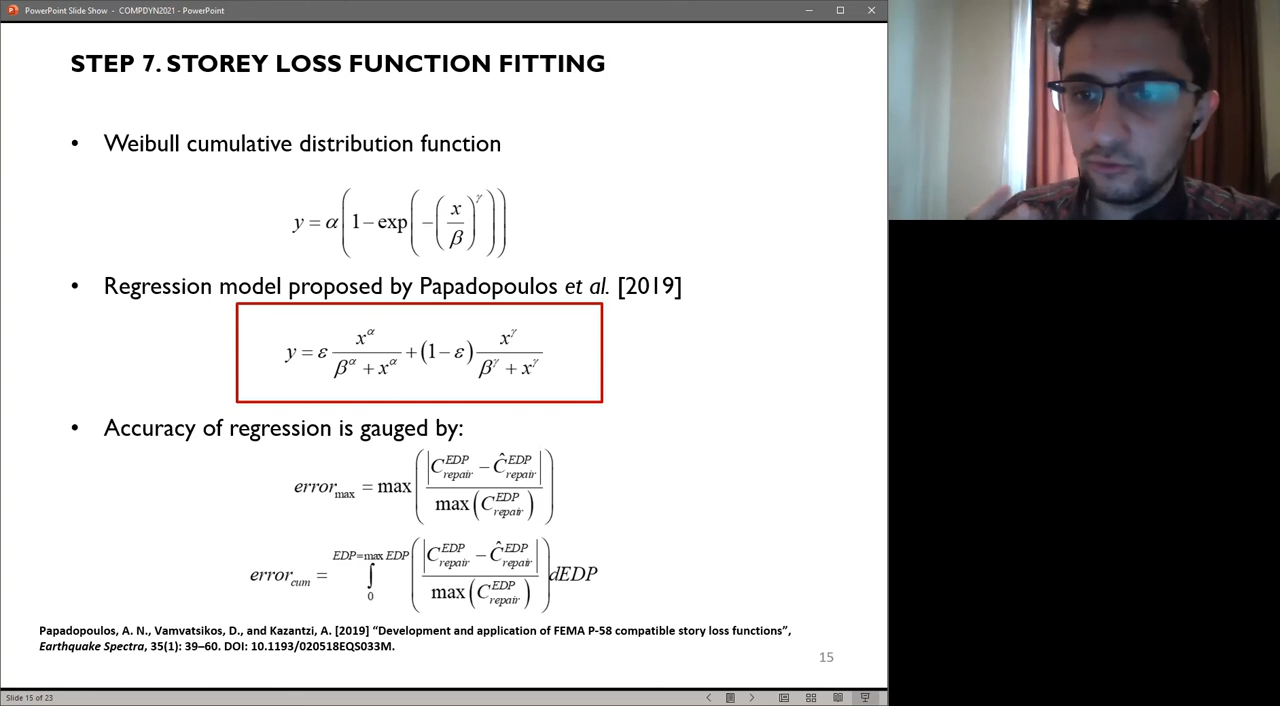 PowerPoint Slide Show - COMPDYN2021 - PowerPoint
STEP 7. STOREY LOSS FUNCTION FITTING
• Weibull cumulative distribution function
y = α(1 − exp(−(x/β)^γ))
• Regression model proposed by Papadopoulos et al. [2019]
y = ε x^α/(β^α + x^α) + (1 − ε) x^γ/(β^γ + x^γ)
• Accuracy of regression is gauged by:
error_max = max(|C_repair^EDP − Ĉ_repair^EDP| / max(C_repair^EDP))
error_cum = ∫_0^{EDP=max EDP} (|C_repair^EDP − Ĉ_repair^EDP| / max(C_repair^EDP)) dEDP
Papadopoulos, A. N., Vamvatsikos, D., and Kazantzi, A. [2019] “Development and application of FEMA P-58 compatible story loss functions”,
Earthquake Spectra, 35(1): 39–60. DOI: 10.1193/020518EQS033M.
15
Slide 15 of 23